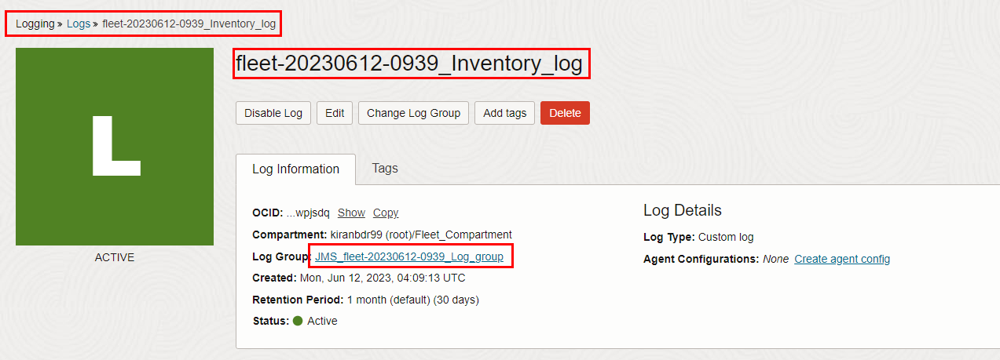 Logging » Logs » fleet-20230612-0939_Inventory_log
L
ACTIVE
fleet-20230612-0939_Inventory_log
Disable Log Edit Change Log Group Add tags Delete
Log Information Tags
OCID: ...wpjsdq Show Copy
Compartment: kiranbdr99 (root)/Fleet_Compartment
Log Group: JMS_fleet-20230612-0939_Log_group
Created: Mon, Jun 12, 2023, 04:09:13 UTC
Retention Period: 1 month (default) (30 days)
Status: Active
Log Details
Log Type: Custom log
Agent Configurations: None Create agent config